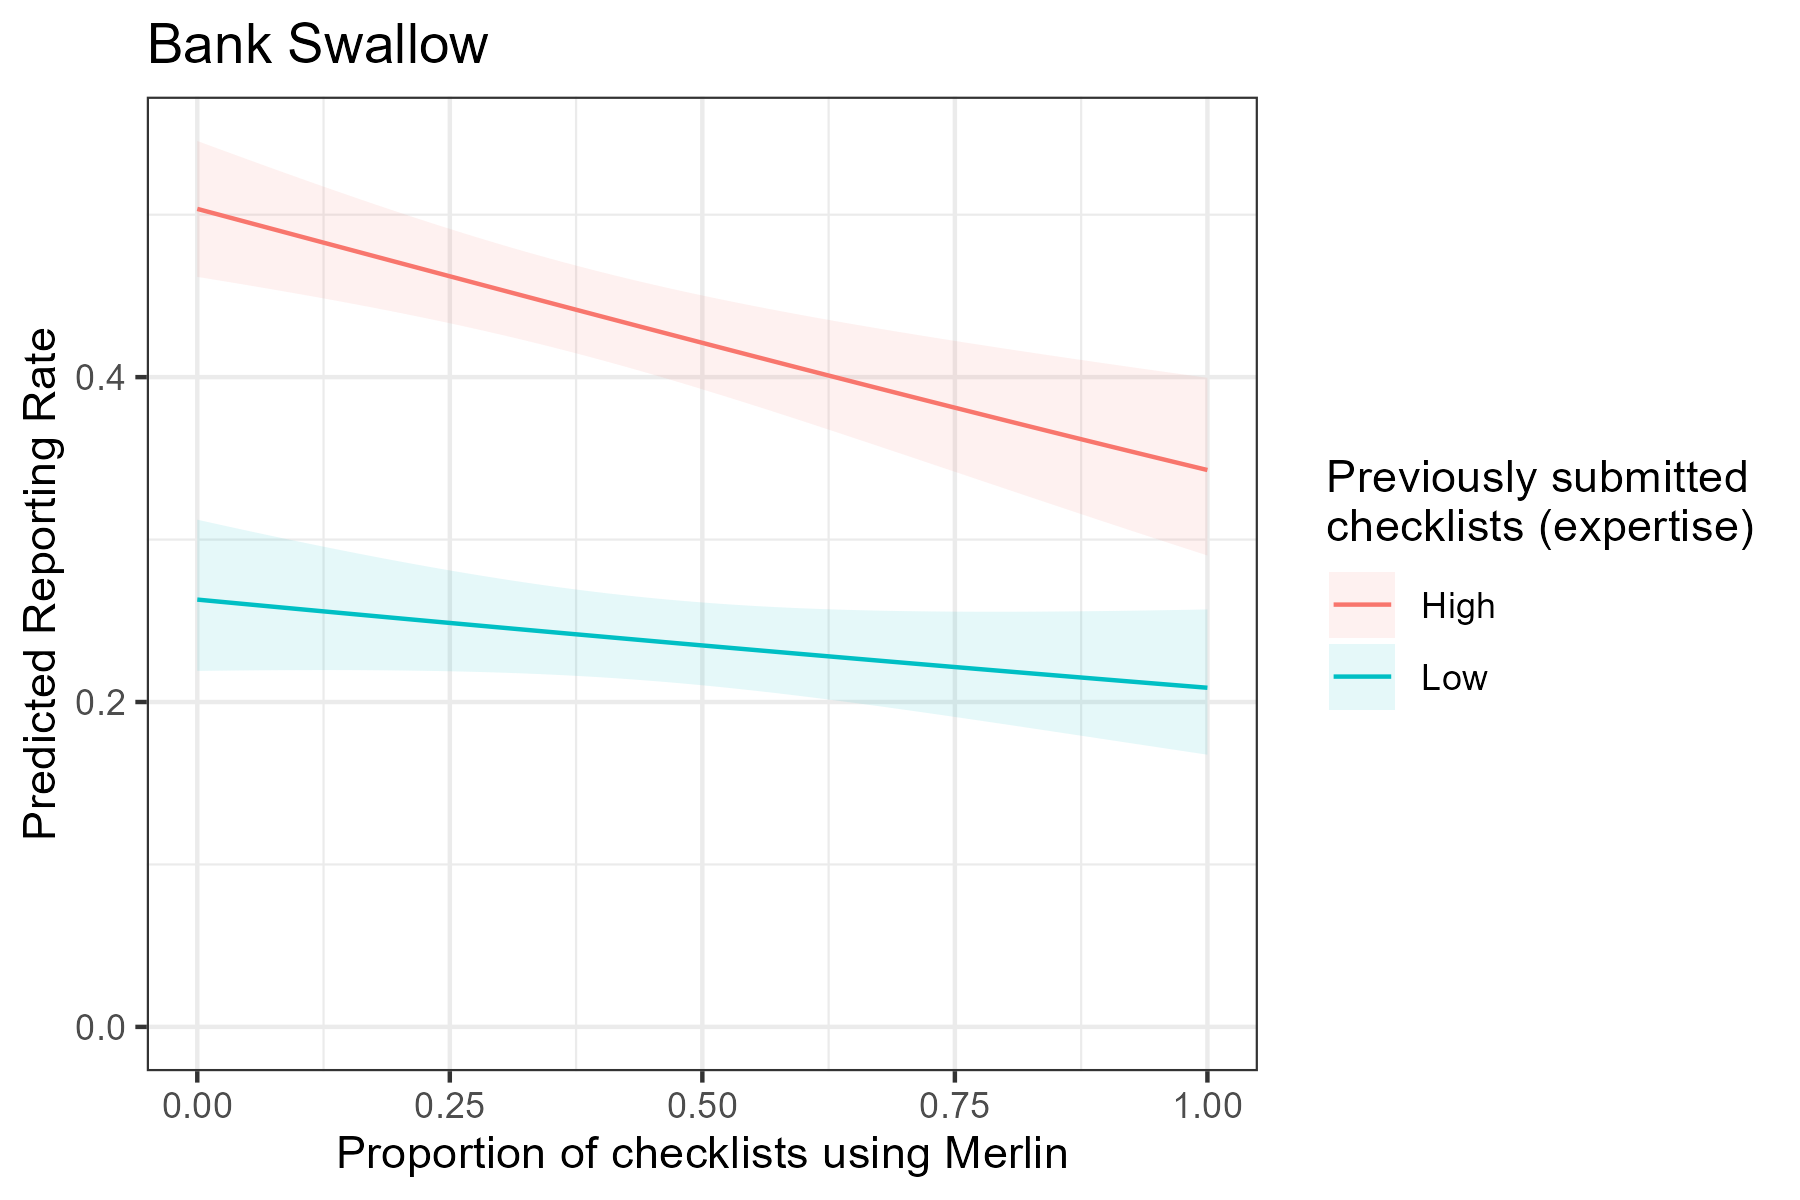 Bank Swallow
Predicted Reporting Rate
0.4
0.2
0.0
0.00 0.25 0.50 0.75 1.00
Proportion of checklists using Merlin
Previously submitted
checklists (expertise)
High
Low